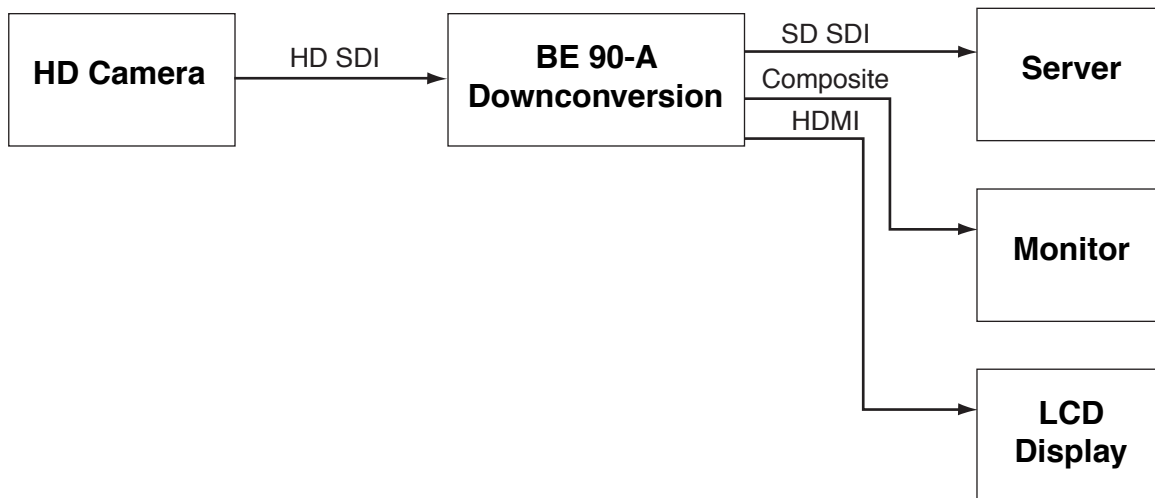 HD Camera
HD SDI
BE 90-A
Downconversion
SD SDI
Composite
HDMI
Server
Monitor
LCD
Display